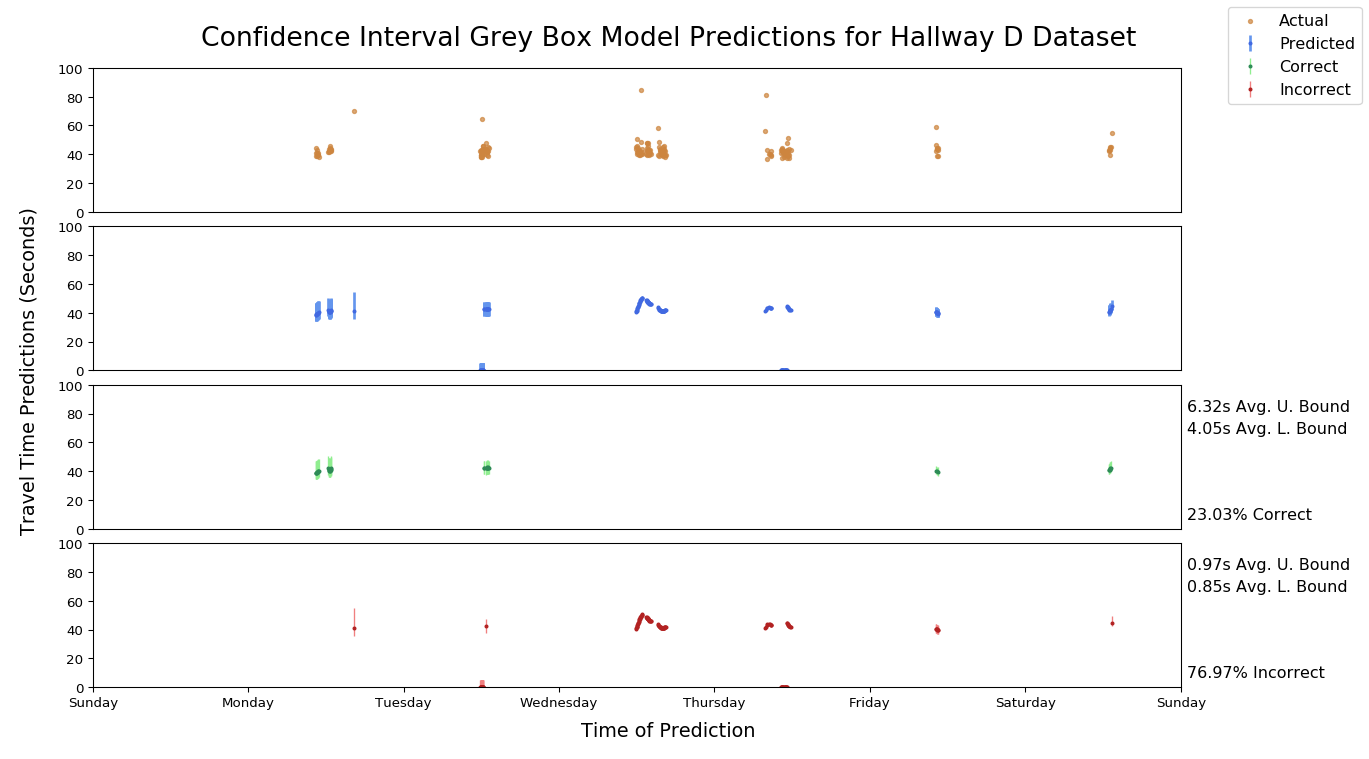 Confidence Interval Grey Box Model Predictions for Hallway D Dataset
Actual
Predicted
Correct
Incorrect
Travel Time Predictions (Seconds)
100
80
60
40
20
0
100
80
60
40
20
0
100
80
60
40
20
0
6.32s Avg. U. Bound
4.05s Avg. L. Bound
23.03% Correct
100
80
60
40
20
0
0.97s Avg. U. Bound
0.85s Avg. L. Bound
76.97% Incorrect
Sunday Monday Tuesday Wednesday Thursday Friday Saturday Sunday
Time of Prediction